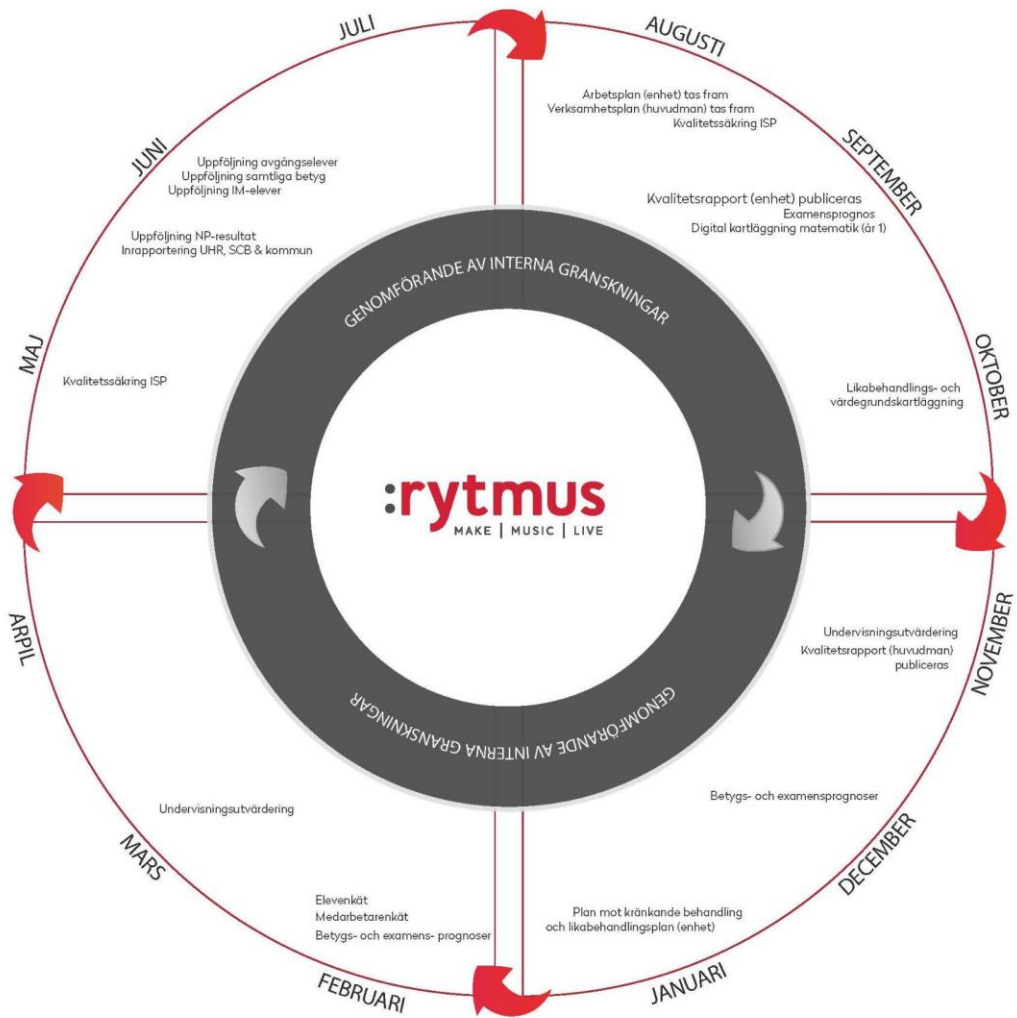 JULI
AUGUSTI
Arbetsplan (enhet) tas fram
Verksamhetsplan (huvudman) tas fram
Kvalitetssäkring ISP
SEPTEMBER
Kvalitetsrapport (enhet) publiceras
Examensprognos
Digital kartläggning matematik (år 1)
OKTOBER
Likabehandlings- och
värdegrundskartläggning
NOVEMBER
Undervisningsutvärdering
Kvalitetsrapport (huvudman)
publiceras
DECEMBER
Betygs- och examensprognoser
JANUARI
Plan mot kränkande behandling
och likabehandlingsplan (enhet)
FEBRUARI
Elevenkät
Medarbetarenkät
Betygs- och examens- prognoser
MARS
Undervisningsutvärdering
ARPIL
MAJ
Kvalitetssäkring ISP
JUNI
Uppföljning avgångselever
Uppföljning samtliga betyg
Uppföljning IM-elever
Uppföljning NP-resultat
Inrapportering UHR, SCB & kommun
GENOMFÖRANDE AV INTERNA GRANSKNINGAR
:rytmus
MAKE | MUSIC | LIVE
GENOMFÖRANDE AV INTERNA GRANSKNINGAR